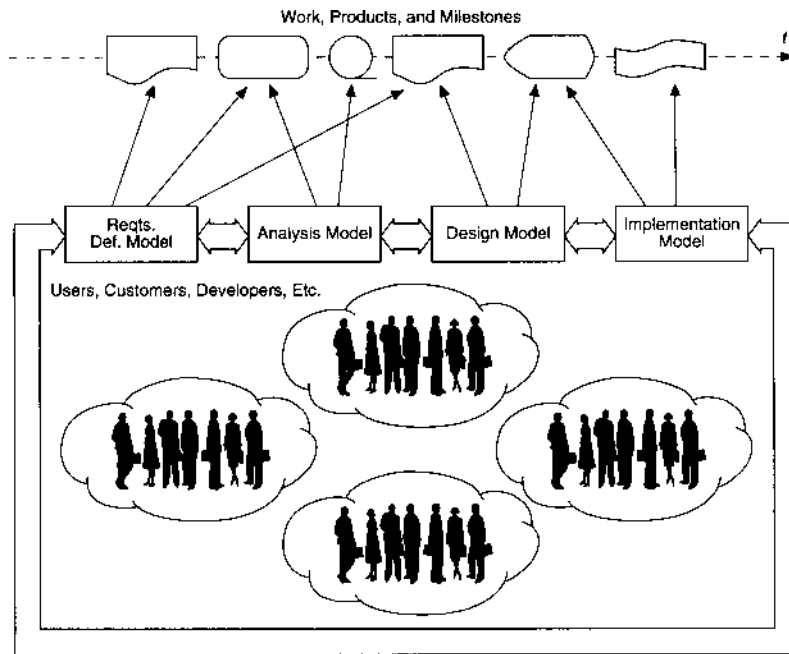 Work, Products, and Milestones
t
Reqts.
Def. Model
Analysis Model
Design Model
Implementation
Model
Users, Customers, Developers, Etc.